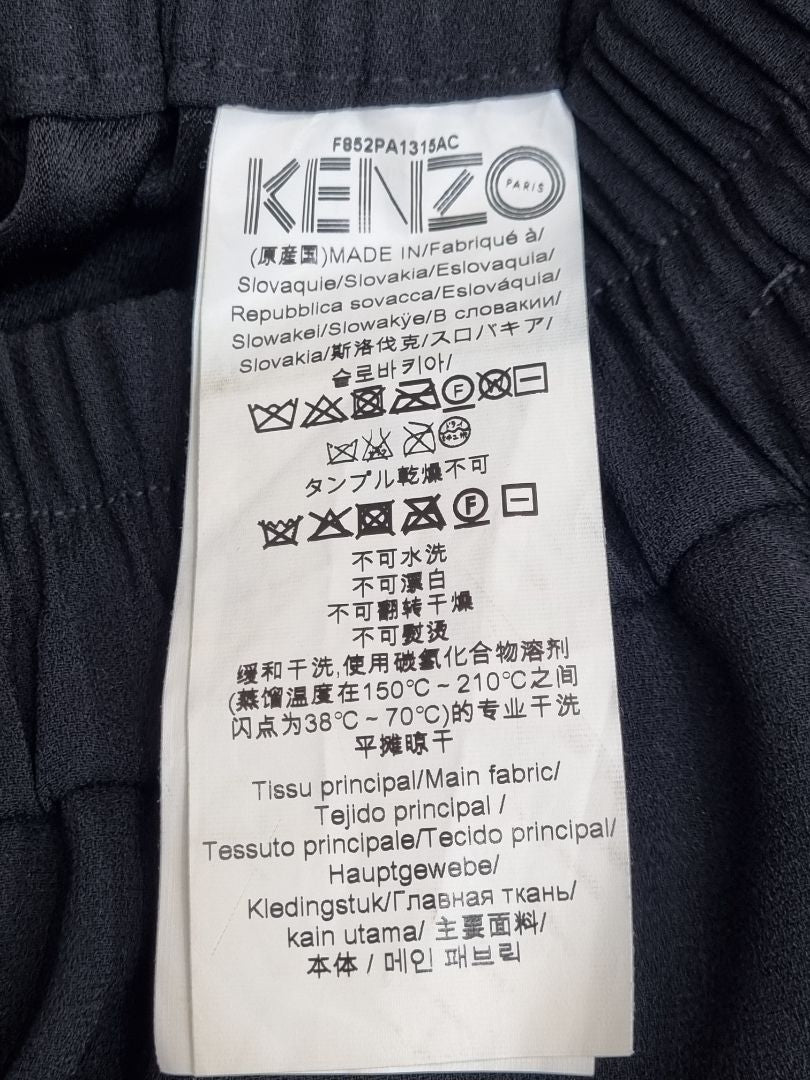 F852PA1315AC
KENZO
PARIS
(原産国)MADE IN/Fabriqué à/
Slovaquie/Slovakia/Eslovaquia/
Repubblica sovacca/Eslováquia/
Slowakei/Slowakÿe/В словакии/
Slovakia/斯洛伐克/スロバキア/
슬로바키아/
F
タンプル乾燥不可
F
不可水洗
不可漂白
不可翻转干燥
不可熨烫
缓和干洗,使用碳氢化合物溶剂
(蒸馏温度在150℃~210℃之间
闪点为38℃~70℃)的专业干洗
平摊晾干
Tissu principal/Main fabric/
Tejido principal /
Tessuto principale/Tecido principal/
Hauptgewebe/
Kledingstuk/Главная ткань/
kain utama/ 主要面料/
本体 / 메인 패브릭